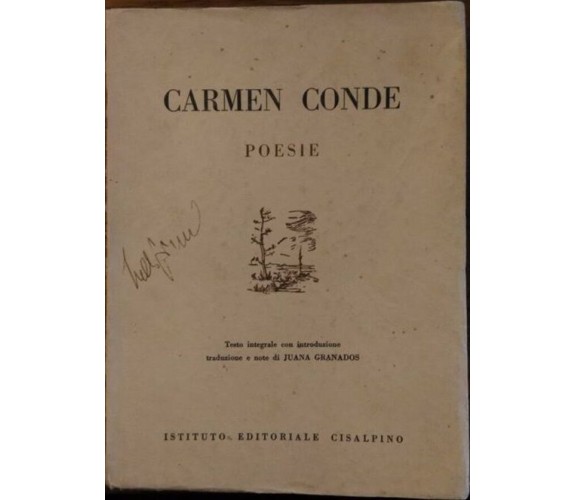 CARMEN CONDE
POESIE
Testo integrale con introduzione
traduzione e note di JUANA GRANADOS
ISTITUTO EDITORIALE CISALPINO